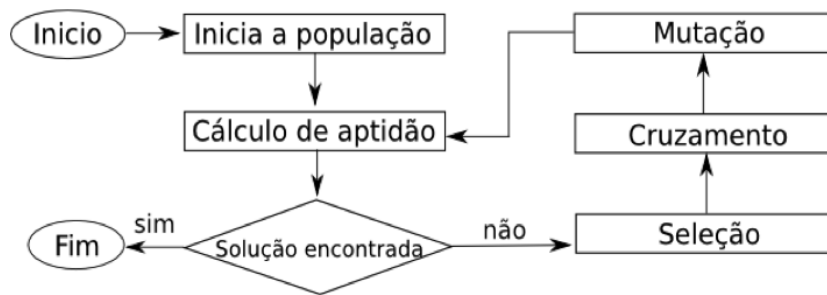 Inicio
Inicia a população
Mutação
Cálculo de aptidão
Cruzamento
sim
não
Fim
Solução encontrada
Seleção